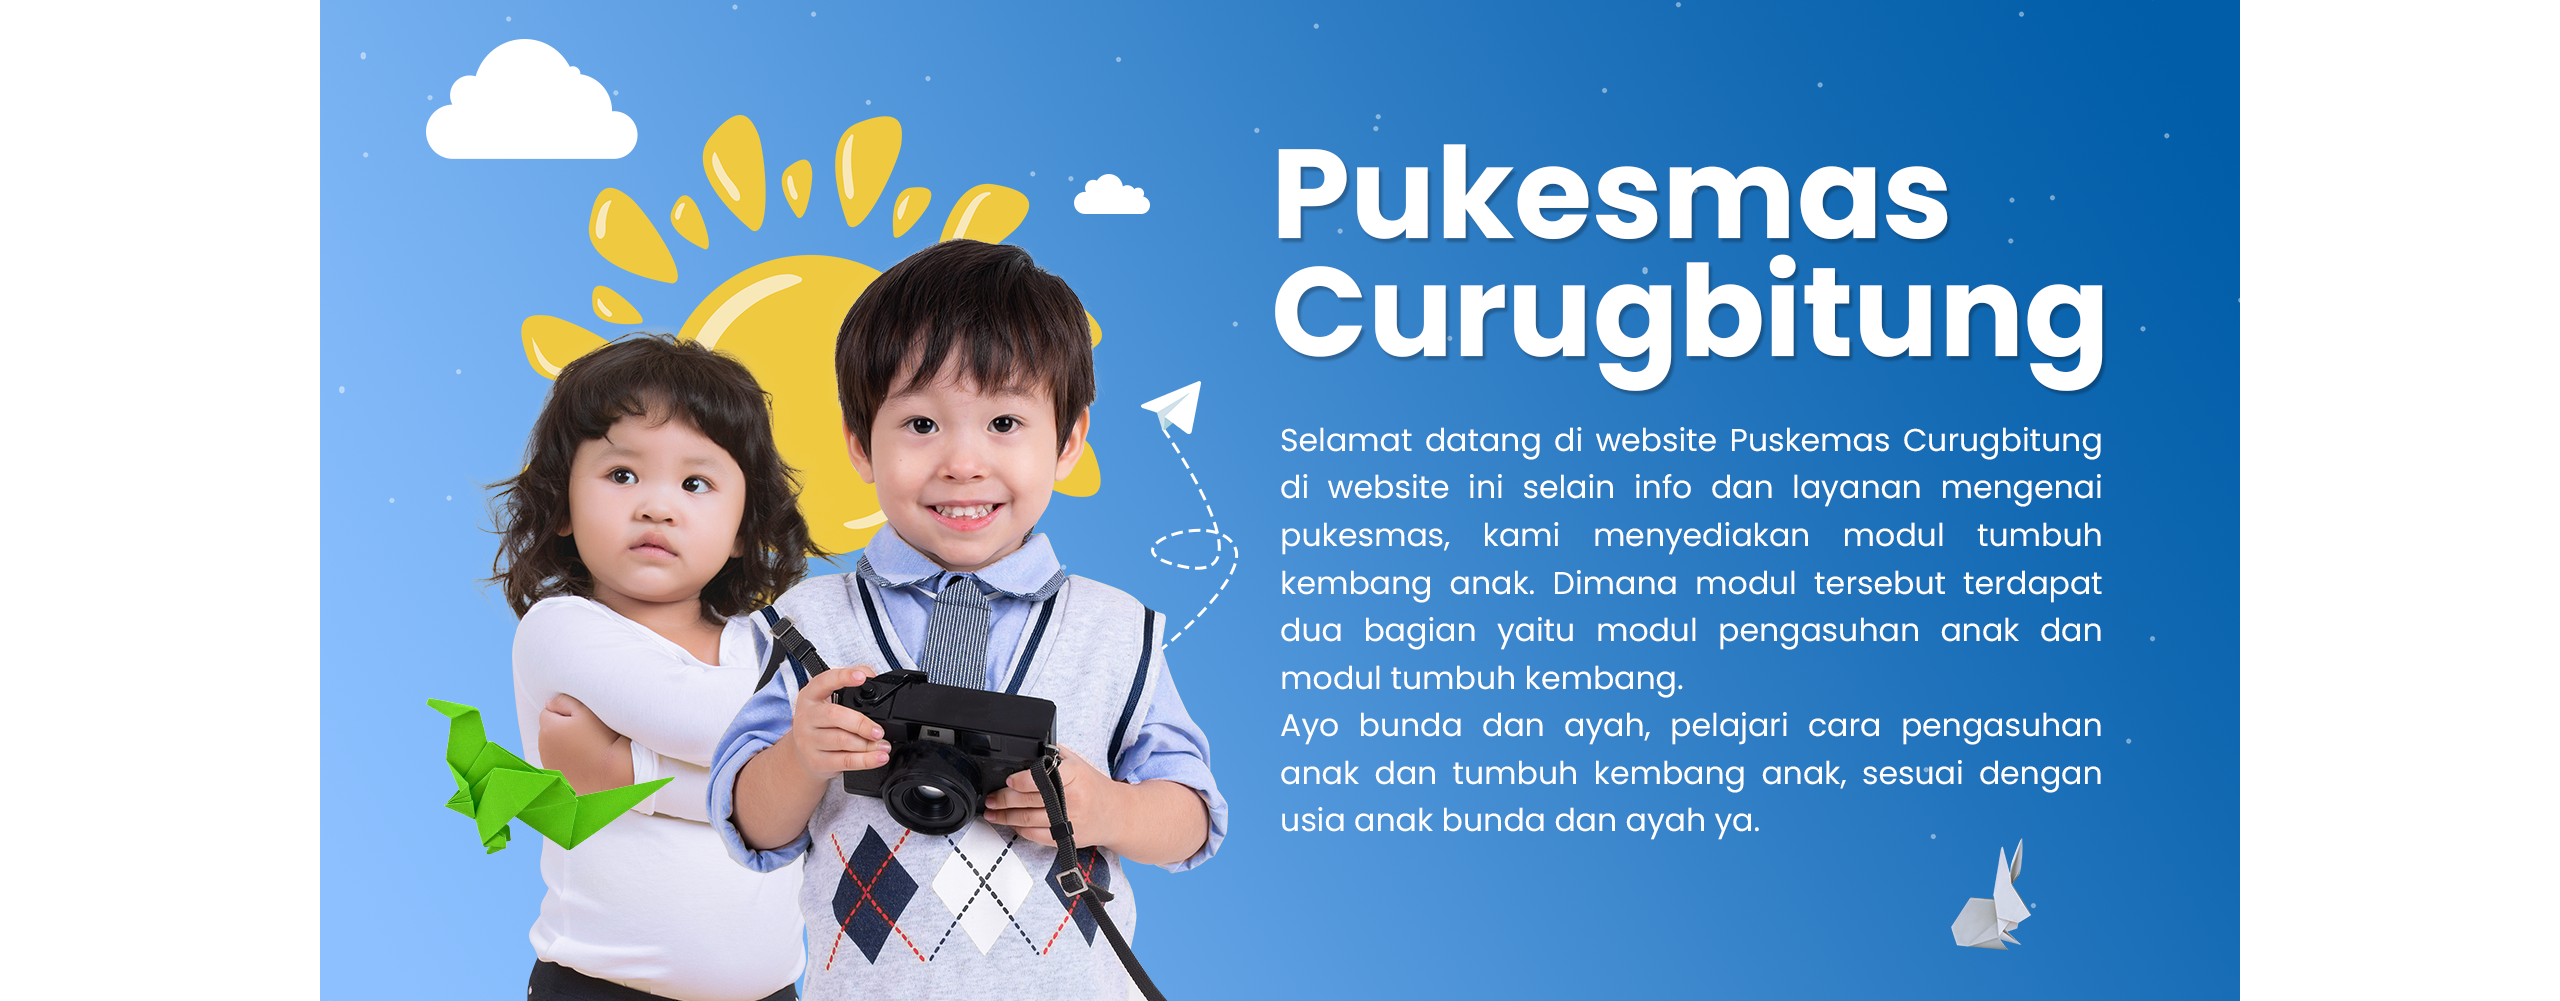 Pukesmas
Curugbitung
Selamat datang di website Puskemas Curugbitung
di website ini selain info dan layanan mengenai
pukesmas, kami menyediakan modul tumbuh
kembang anak. Dimana modul tersebut terdapat
dua bagian yaitu modul pengasuhan anak dan
modul tumbuh kembang.
Ayo bunda dan ayah, pelajari cara pengasuhan
anak dan tumbuh kembang anak, sesuai dengan
usia anak bunda dan ayah ya.